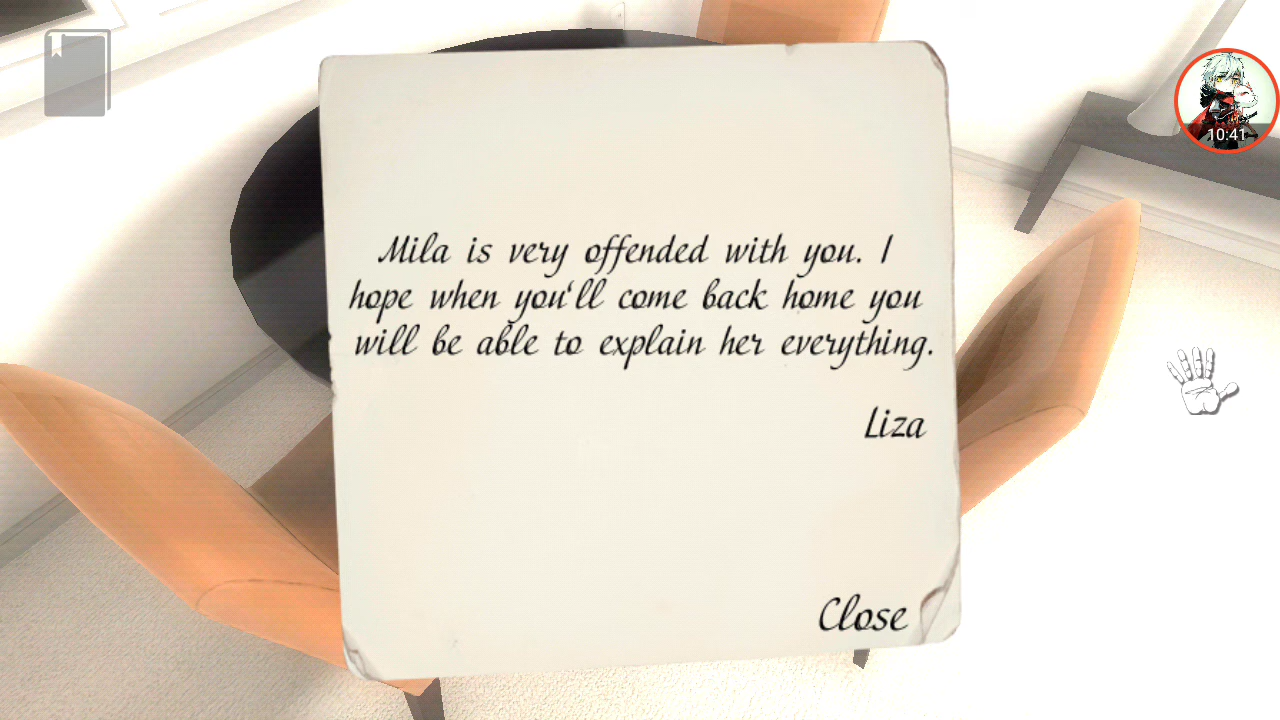 10:41
Mila is very offended with you. I
hope when you'll come back home you
will be able to explain her everything.
Liza
Close